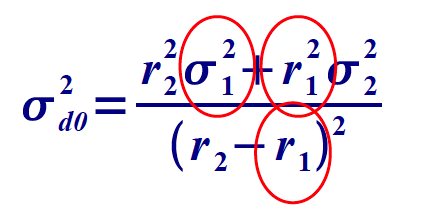 σ²_d0 = (r₂²σ₁² + r₁²σ₂²) / (r₂ − r₁)²